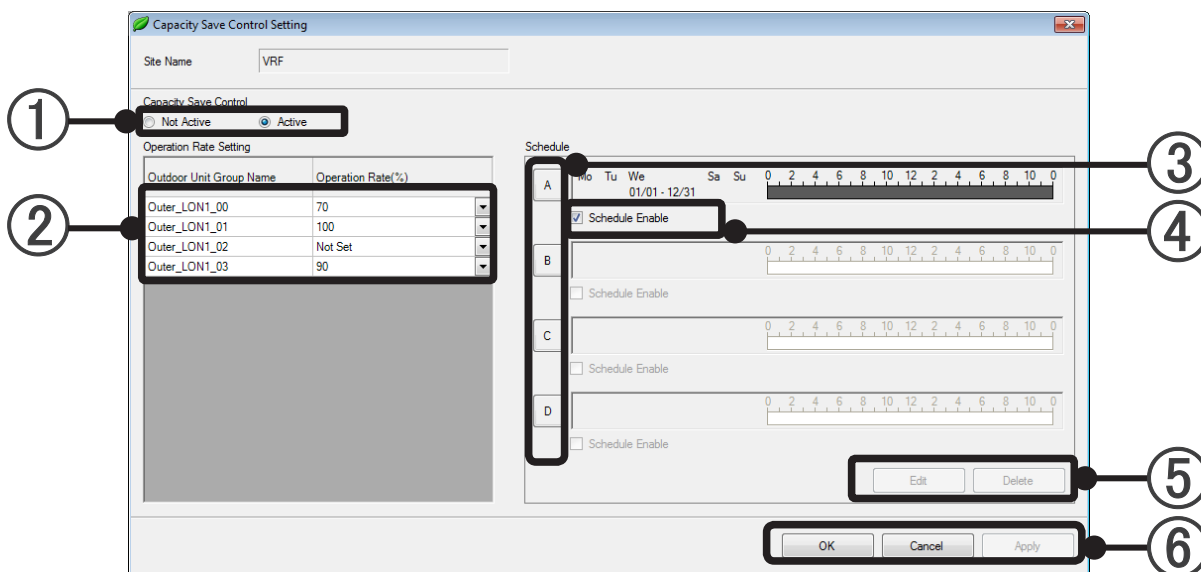 Capacity Save Control Setting
Site Name VRF
Capacity Save Control
Not Active Active
Operation Rate Setting
Outdoor Unit Group Name Operation Rate(%)
Outer_LON1_00 70
Outer_LON1_01 100
Outer_LON1_02 Not Set
Outer_LON1_03 90
Schedule
A Mo Tu We Sa Su 0 2 4 6 8 10 12 2 4 6 8 10 0
01/01 - 12/31
Schedule Enable
B 0 2 4 6 8 10 12 2 4 6 8 10 0
Schedule Enable
C 0 2 4 6 8 10 12 2 4 6 8 10 0
Schedule Enable
D 0 2 4 6 8 10 12 2 4 6 8 10 0
Schedule Enable
Edit Delete
OK Cancel Apply
1
2
3
4
5
6